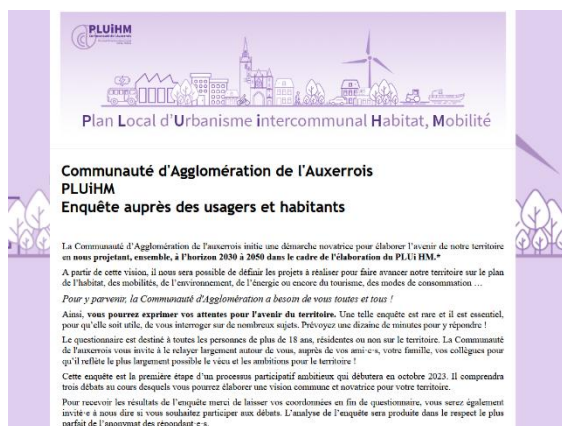 PLUiHM
Plan Local d'Urbanisme intercommunal Habitat, Mobilité
Communauté d'Agglomération de l'Auxerrois
PLUiHM
Enquête auprès des usagers et habitants
La Communauté d'Agglomération de l'auxerrois initie une démarche novatrice pour élaborer l'avenir de notre territoire
en nous projetant, ensemble, à l'horizon 2030 à 2050 dans le cadre de l'élaboration du PLUi HM.*
A partir de cette vision, il nous sera possible de définir les projets à réaliser pour faire avancer notre territoire sur le plan
de l'habitat, des mobilités, de l'environnement, de l'énergie ou encore du tourisme, des modes de consommation …
Pour y parvenir, la Communauté d'Agglomération a besoin de vous toutes et tous !
Ainsi, vous pourrez exprimer vos attentes pour l'avenir du territoire. Une telle enquête est rare et il est essentiel,
pour qu'elle soit utile, de vous interroger sur de nombreux sujets. Prévoyez une dizaine de minutes pour y répondre !
Le questionnaire est destiné à toutes les personnes de plus de 18 ans, résidentes ou non sur le territoire. La Communauté
de l'auxerrois vous invite à le relayer largement autour de vous, auprès de vos ami·e·s, votre famille, vos collègues pour
qu'il reflète le plus largement possible le vécu et les ambitions pour le territoire !
Cette enquête est la première étape d'un processus participatif ambitieux qui débutera en octobre 2023. Il comprendra
trois débats au cours desquels vous pourrez élaborer une vision commune et novatrice pour votre territoire.
Pour recevoir les résultats de l'enquête merci de laisser vos coordonnées en fin de questionnaire, vous serez également
invité·e à nous dire si vous souhaitez participer aux débats. L'analyse de l'enquête sera produite dans le respect le plus
parfait de l'anonymat des répondant·e·s.